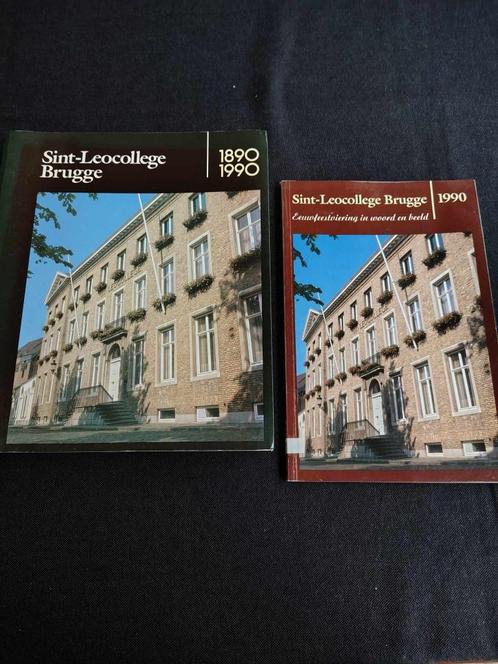 Sint-Leocollege
Brugge
1890
1990
Sint-Leocollege Brugge 1990
Eeuwfeestviering in woord en beeld